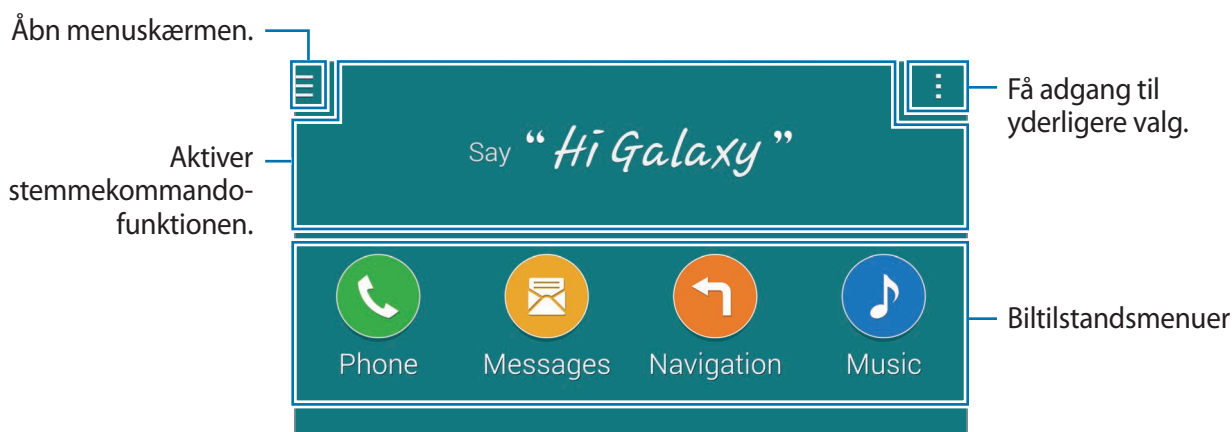 Åbn menuskærmen.
Få adgang til
yderligere valg.
Say “Hi Galaxy”
Aktiver
stemmekommando-
funktionen.
Phone Messages Navigation Music
Biltilstandsmenuer